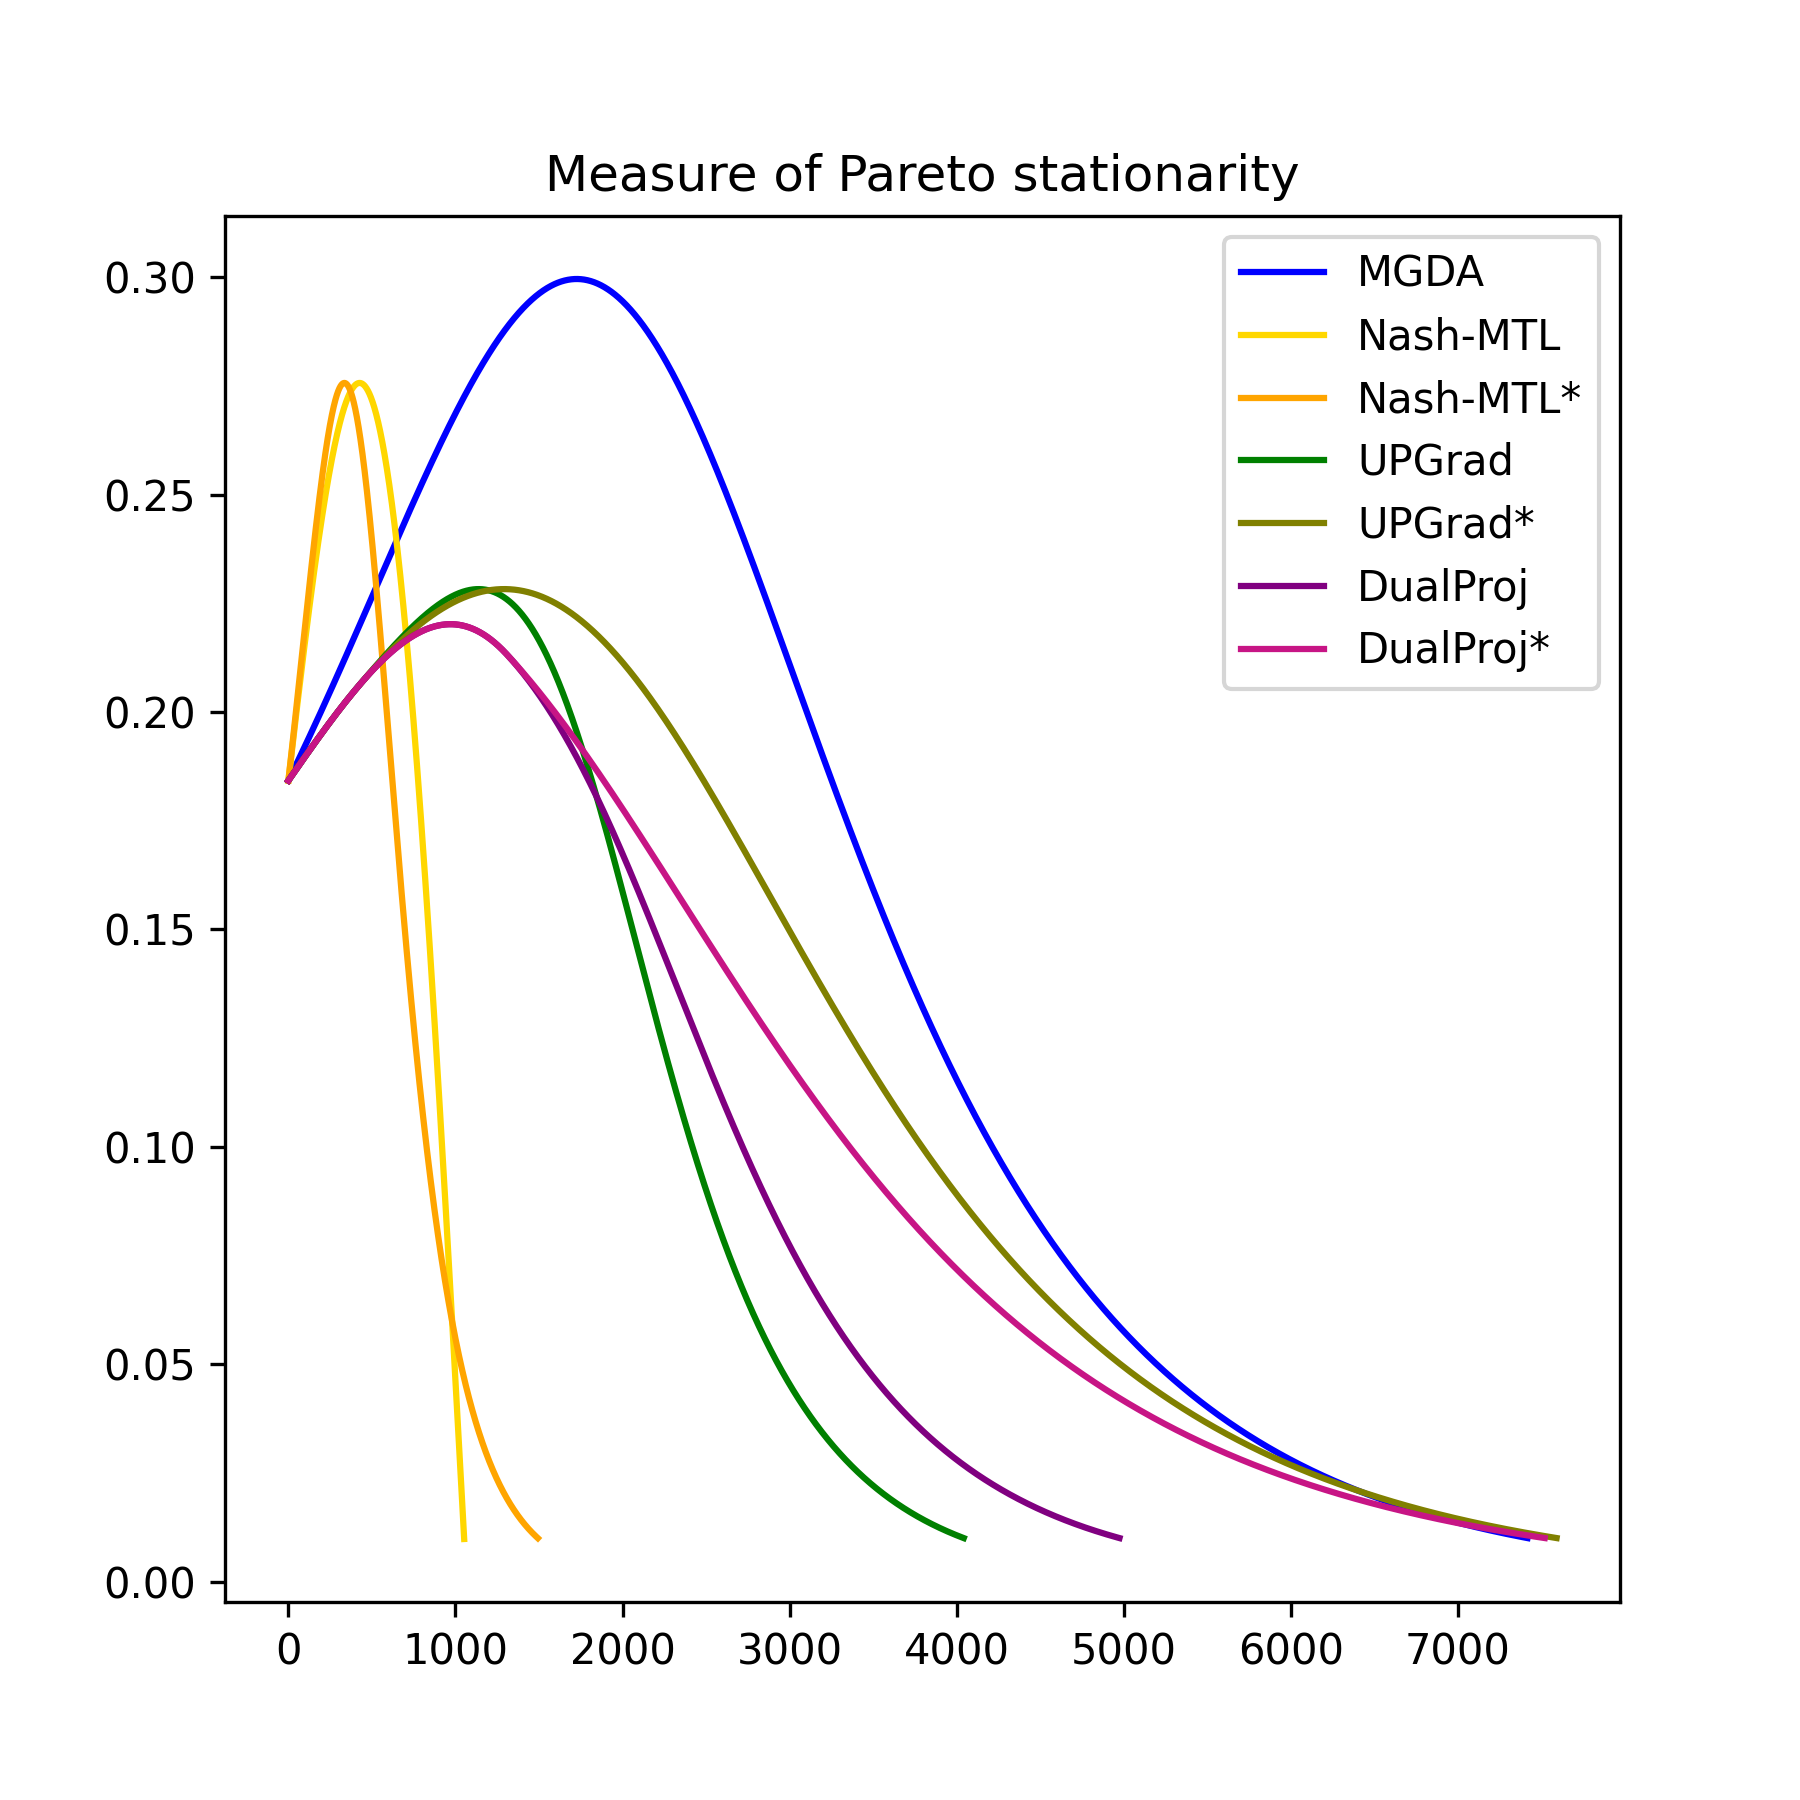 Measure of Pareto stationarity
0.30
0.25
0.20
0.15
0.10
0.05
0.00
MGDA
Nash-MTL
Nash-MTL*
UPGrad
UPGrad*
DualProj
DualProj*
0 1000 2000 3000 4000 5000 6000 7000